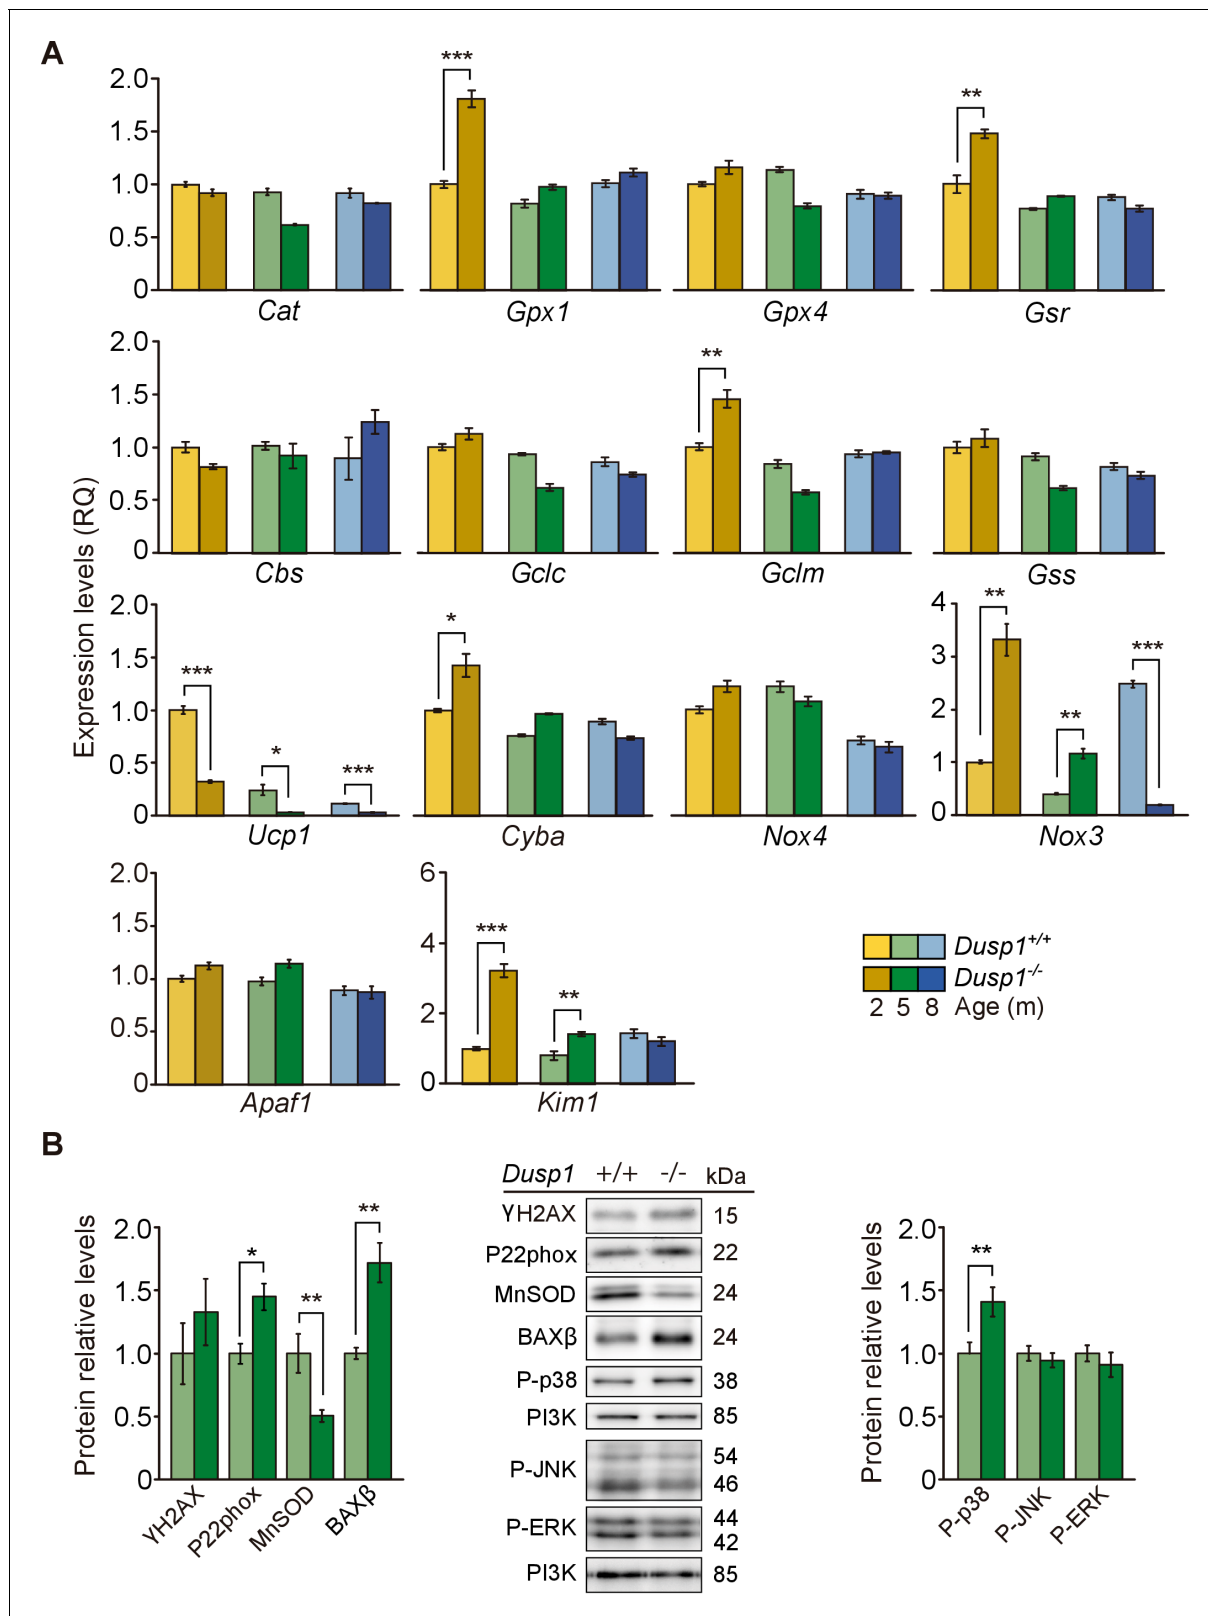 A
Expression levels (RQ)
2.0
1.5
1.0
0.5
0
***
**
Cat
Gpx1
Gpx4
Gsr
2.0
1.5
1.0
0.5
0
**
Cbs
Gclc
Gclm
Gss
2.0
1.5
1.0
0.5
0
***
*
***
*
4
3
2
1
0
**
**
***
Ucp1
Cyba
Nox4
Nox3
2.0
1.5
1.0
0.5
0
6
4
2
0
***
**
Apaf1
Kim1
Dusp1+/+
Dusp1-/-
2 5 8 Age (m)
B
Protein relative levels
2.0
1.5
1.0
0.5
0
*
**
**
YH2AX
P22phox
MnSOD
BAXβ
Dusp1 +/+ -/- kDa
YH2AX 15
P22phox 22
MnSOD 24
BAXβ 24
P-p38 38
PI3K 85
P-JNK 54
46
P-ERK 44
42
PI3K 85
Protein relative levels
2.0
1.5
1.0
0.5
0
**
P-p38
P-JNK
P-ERK